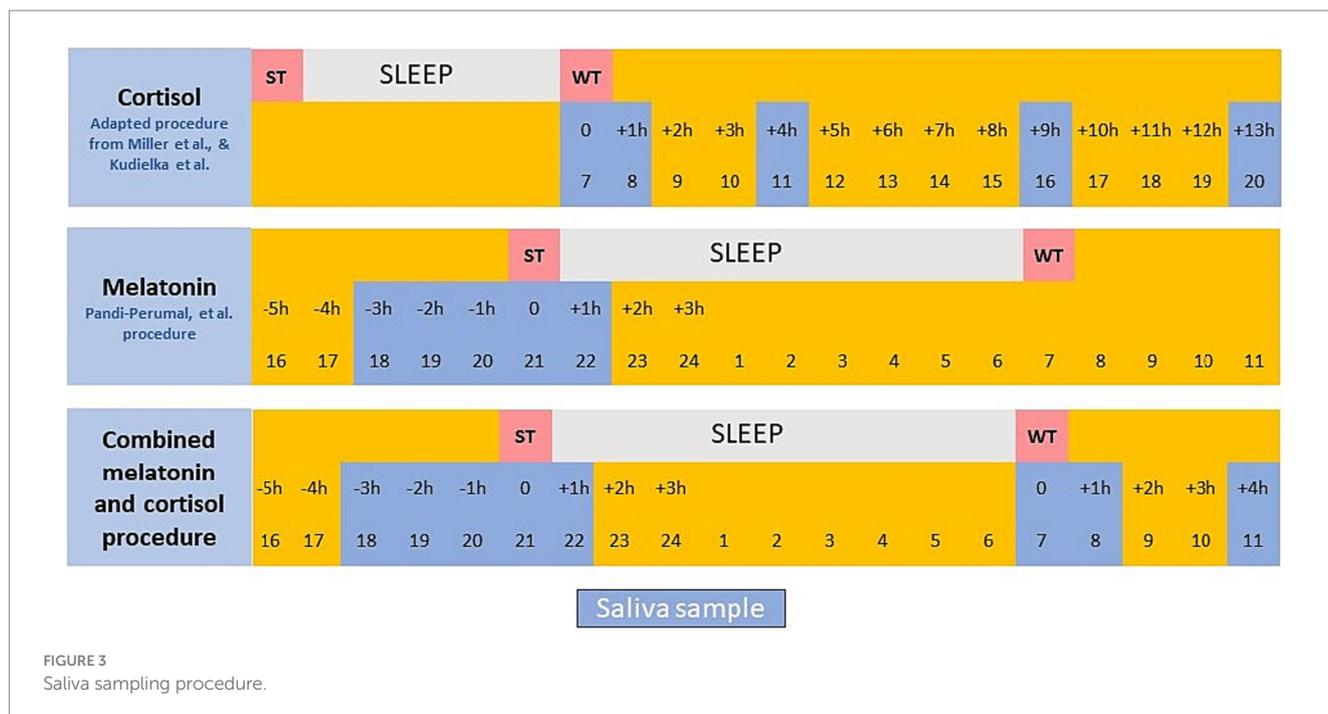 ST SLEEP WT
Cortisol
Adapted procedure
from Miller et al., &
Kudielka et al.
0 +1h +2h +3h +4h +5h +6h +7h +8h +9h +10h +11h +12h +13h
7 8 9 10 11 12 13 14 15 16 17 18 19 20
ST SLEEP WT
Melatonin
Pandi-Perumal, et al.
procedure
-5h -4h -3h -2h -1h 0 +1h +2h +3h
16 17 18 19 20 21 22 23 24 1 2 3 4 5 6 7 8 9 10 11
ST SLEEP WT
Combined
melatonin
and cortisol
procedure
-5h -4h -3h -2h -1h 0 +1h +2h +3h 0 +1h +2h +3h +4h
16 17 18 19 20 21 22 23 24 1 2 3 4 5 6 7 8 9 10 11
Saliva sample
FIGURE 3
Saliva sampling procedure.